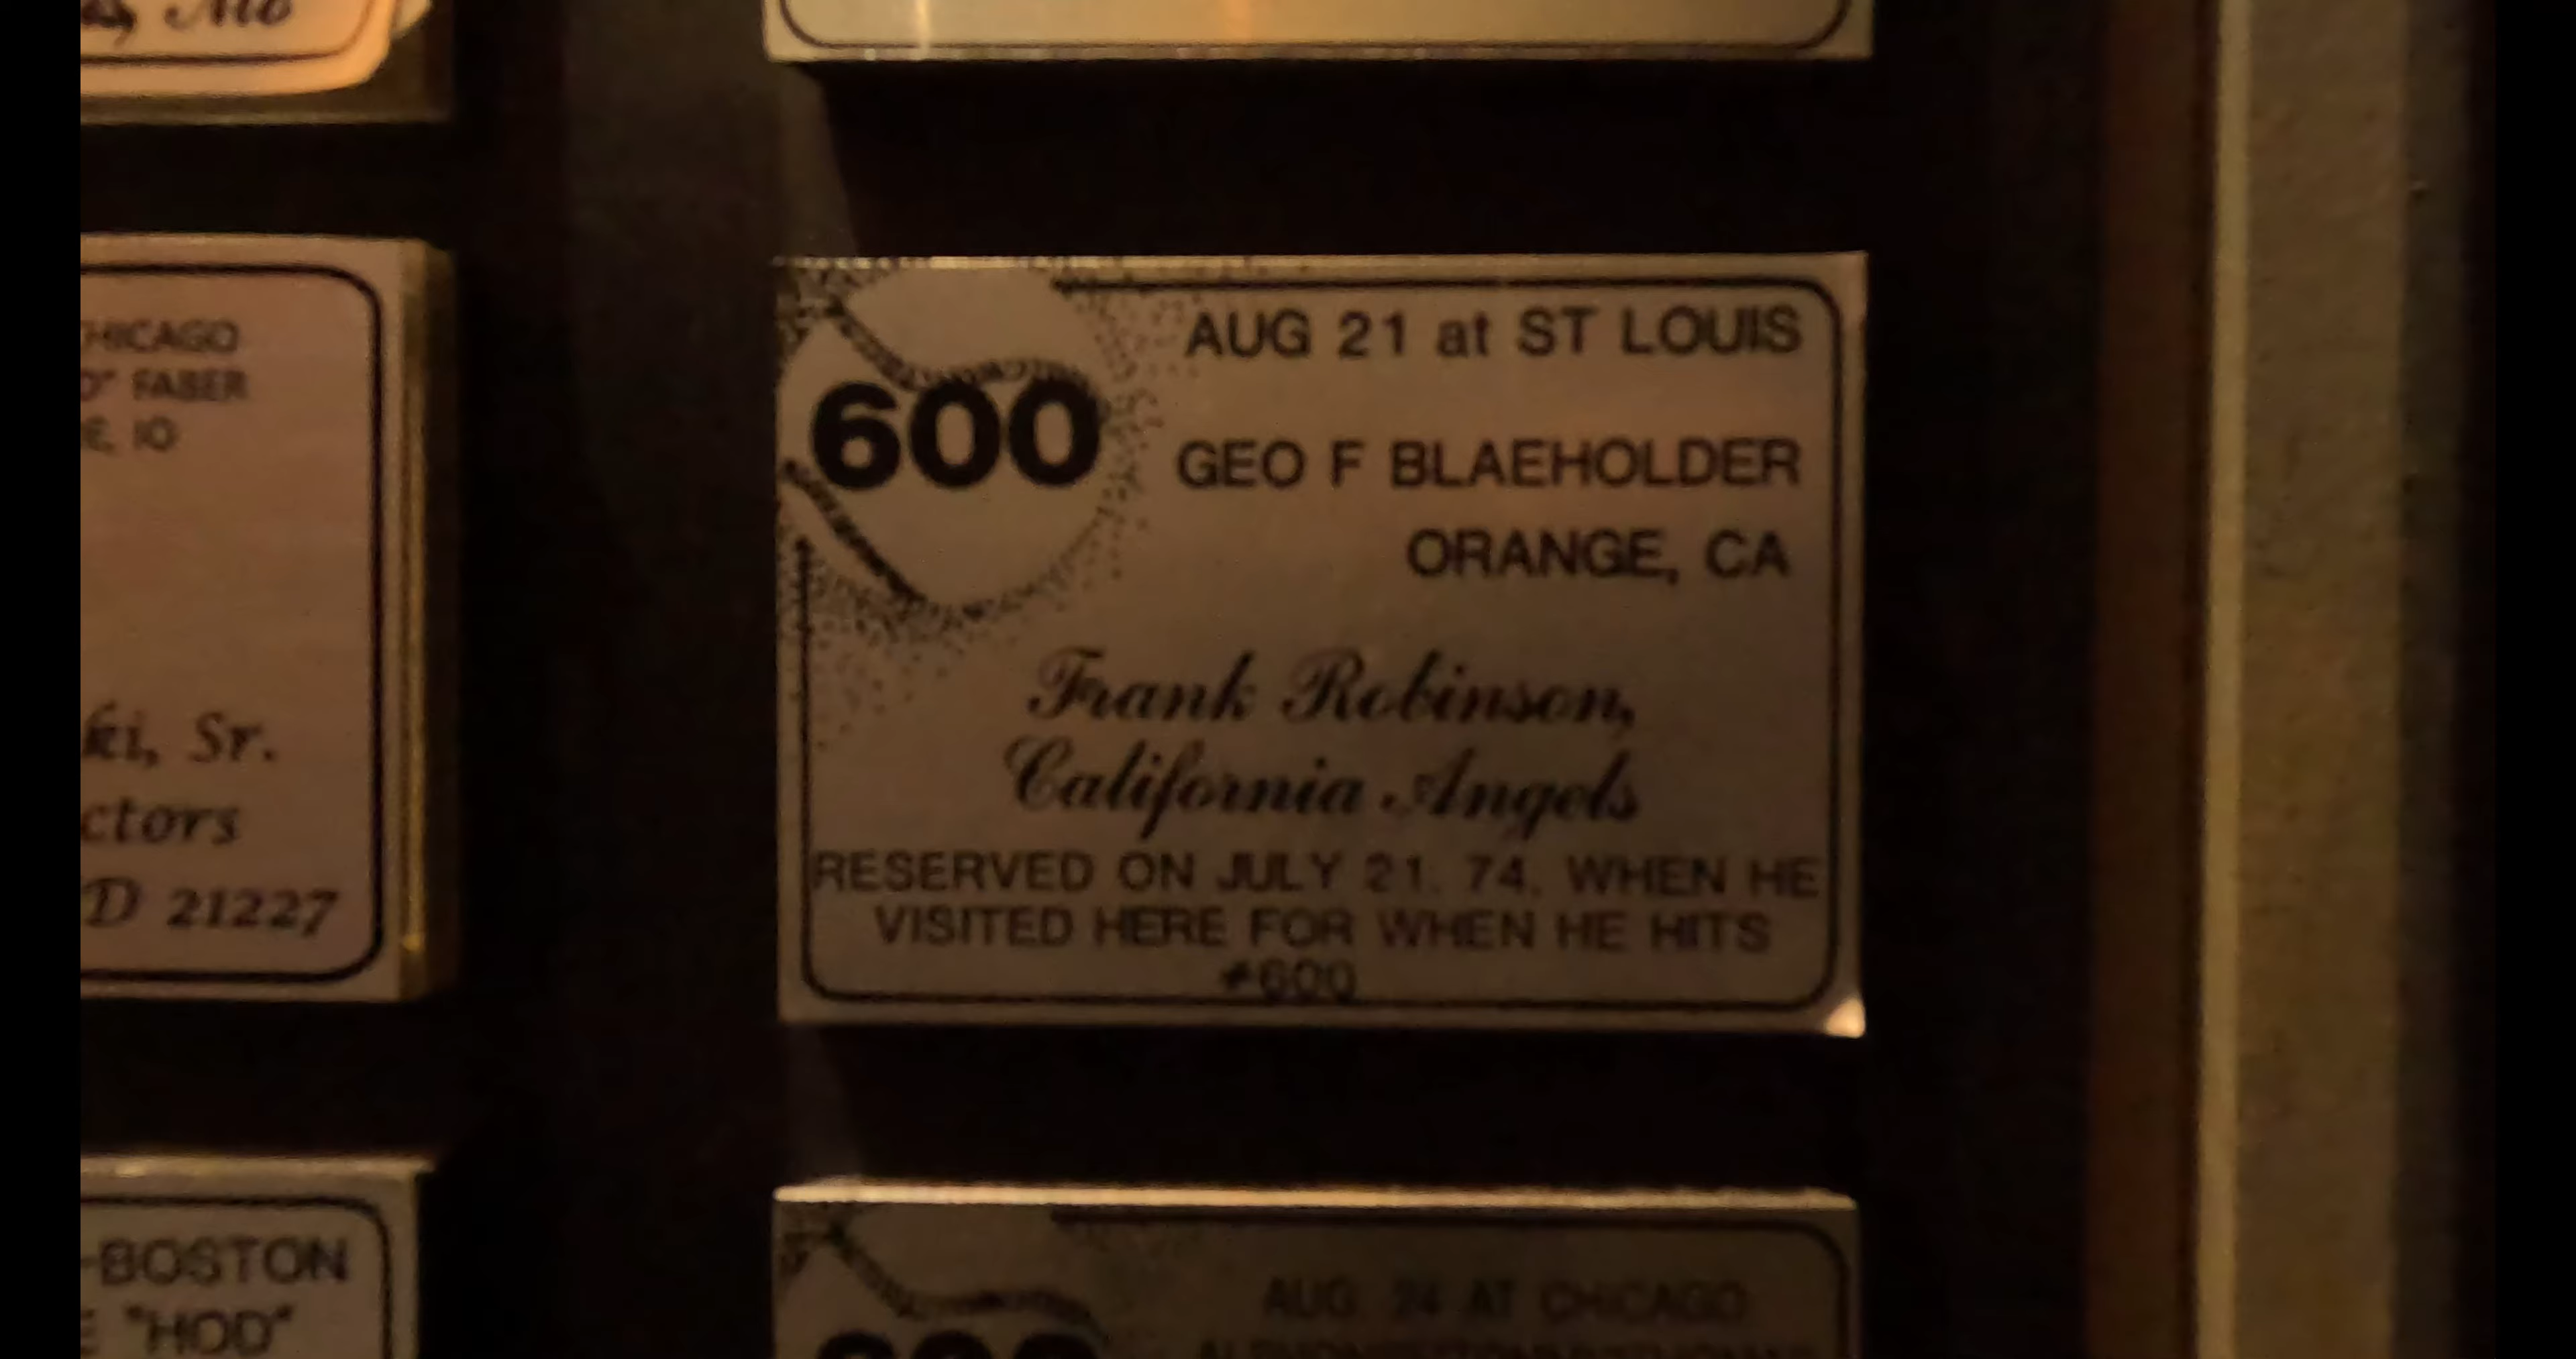 HICAGO
D" FABER
E, IO
ki, Sr.
ctors
D 21227
-BOSTON
E "HOD"
600
AUG 21 at ST LOUIS
GEO F BLAEHOLDER
ORANGE, CA
Frank Robinson,
California Angels
RESERVED ON JULY 21, 74, WHEN HE
VISITED HERE FOR WHEN HE HITS
#600
AUG 24 AT CHICAGO